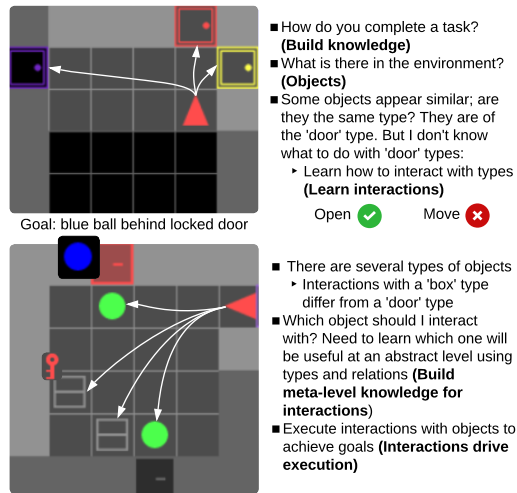 ■ How do you complete a task?
(Build knowledge)
■ What is there in the environment?
(Objects)
■ Some objects appear similar; are
they the same type? They are of
the 'door' type. But I don't know
what to do with 'door' types:
‣ Learn how to interact with types
(Learn interactions)
Open Move
Goal: blue ball behind locked door
■ There are several types of objects
‣ Interactions with a 'box' type
differ from a 'door' type
■ Which object should I interact
with? Need to learn which one will
be useful at an abstract level using
types and relations (Build
meta-level knowledge for
interactions)
■ Execute interactions with objects to
achieve goals (Interactions drive
execution)